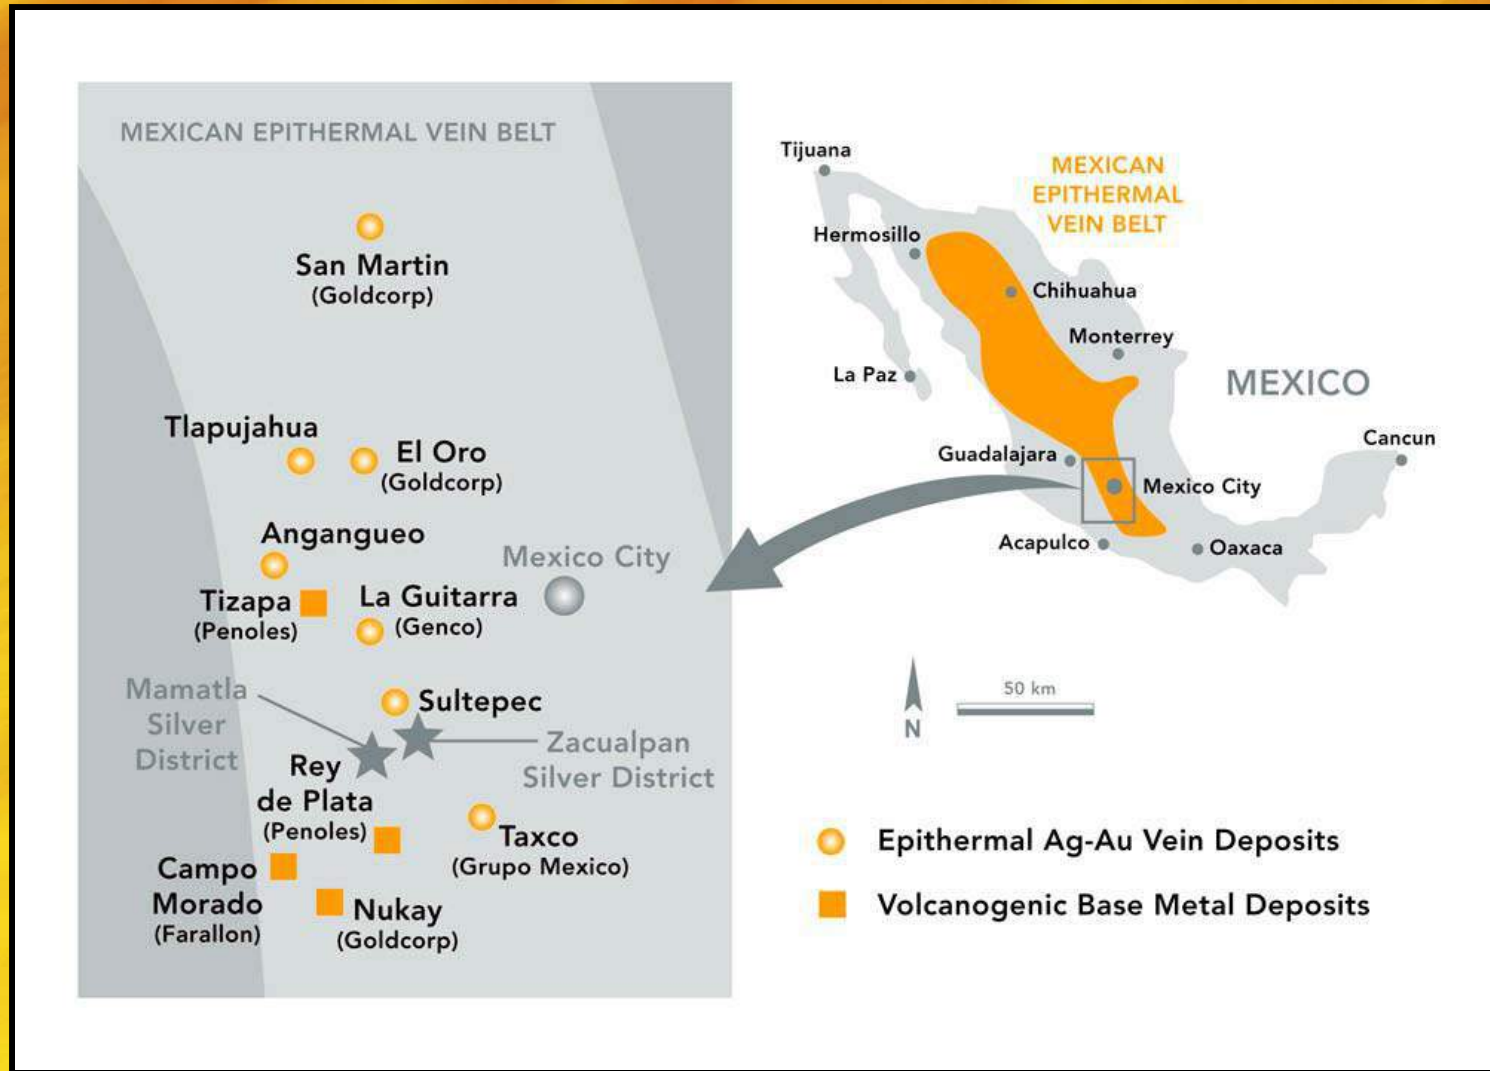 MEXICAN EPITHERMAL VEIN BELT
San Martin
(Goldcorp)
Tlapujahua
El Oro
(Goldcorp)
Angangueo
Mexico City
Tizapa
(Penoles)
La Guitarra
(Genco)
Mamatla
Silver
District
Sultepec
Zacualpan
Silver District
Rey
de Plata
(Penoles)
Taxco
(Grupo Mexico)
Campo
Morado
(Farallon)
Nukay
(Goldcorp)
Tijuana
MEXICAN
EPITHERMAL
VEIN BELT
Hermosillo
Chihuahua
Monterrey
La Paz
MEXICO
Cancun
Guadalajara
Mexico City
Acapulco
Oaxaca
N
50 km
Epithermal Ag-Au Vein Deposits
Volcanogenic Base Metal Deposits